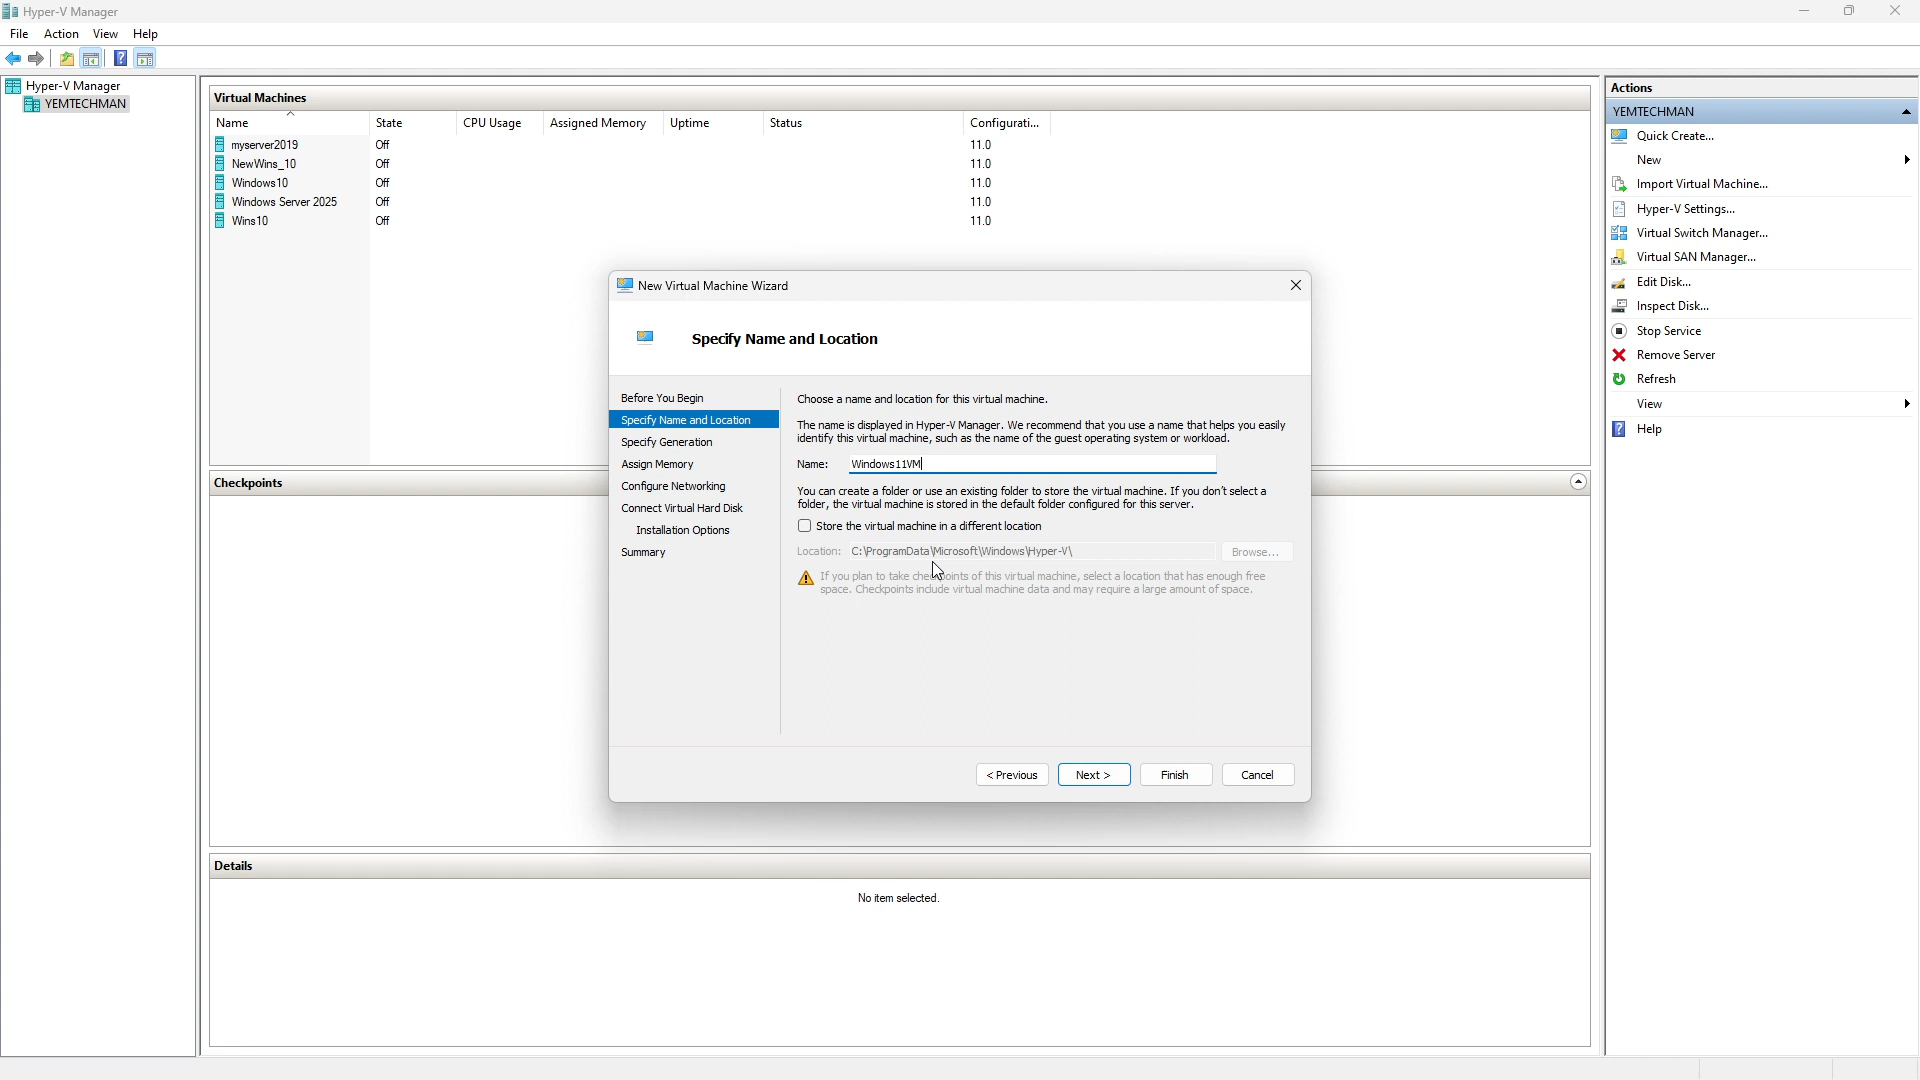 Hyper-V Manager
File Action View Help
Hyper-V Manager
YEMTECHMAN
Virtual Machines
Name State CPU Usage Assigned Memory Uptime Status Configurati...
myserver2019 Off 11.0
NewWins_10 Off 11.0
Windows10 Off 11.0
Windows Server 2025 Off 11.0
Wins10 Off 11.0
New Virtual Machine Wizard
Specify Name and Location
Before You Begin
Specify Name and Location
Specify Generation
Assign Memory
Configure Networking
Connect Virtual Hard Disk
Installation Options
Summary
Choose a name and location for this virtual machine.
The name is displayed in Hyper-V Manager. We recommend that you use a name that helps you easily
identify this virtual machine, such as the name of the guest operating system or workload.
Name: Windows11VM
You can create a folder or use an existing folder to store the virtual machine. If you don't select a
folder, the virtual machine is stored in the default folder configured for this server.
Store the virtual machine in a different location
Location: C:\ProgramData\Microsoft\Windows\Hyper-V\ Browse...
If you plan to take checkpoints of this virtual machine, select a location that has enough free
space. Checkpoints include virtual machine data and may require a large amount of space.
< Previous Next > Finish Cancel
Checkpoints
Details
No item selected.
Actions
YEMTECHMAN
Quick Create...
New
Import Virtual Machine...
Hyper-V Settings...
Virtual Switch Manager...
Virtual SAN Manager...
Edit Disk...
Inspect Disk...
Stop Service
Remove Server
Refresh
View
Help